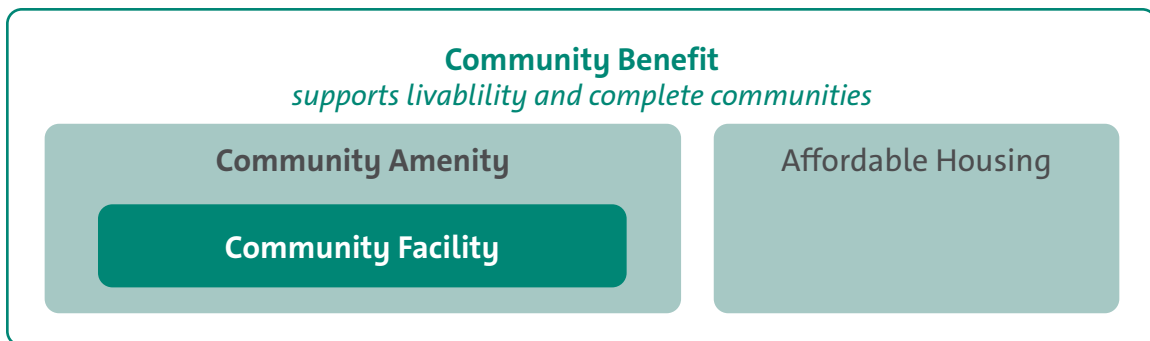 Community Benefit
supports livablility and complete communities
Community Amenity
Affordable Housing
Community Facility